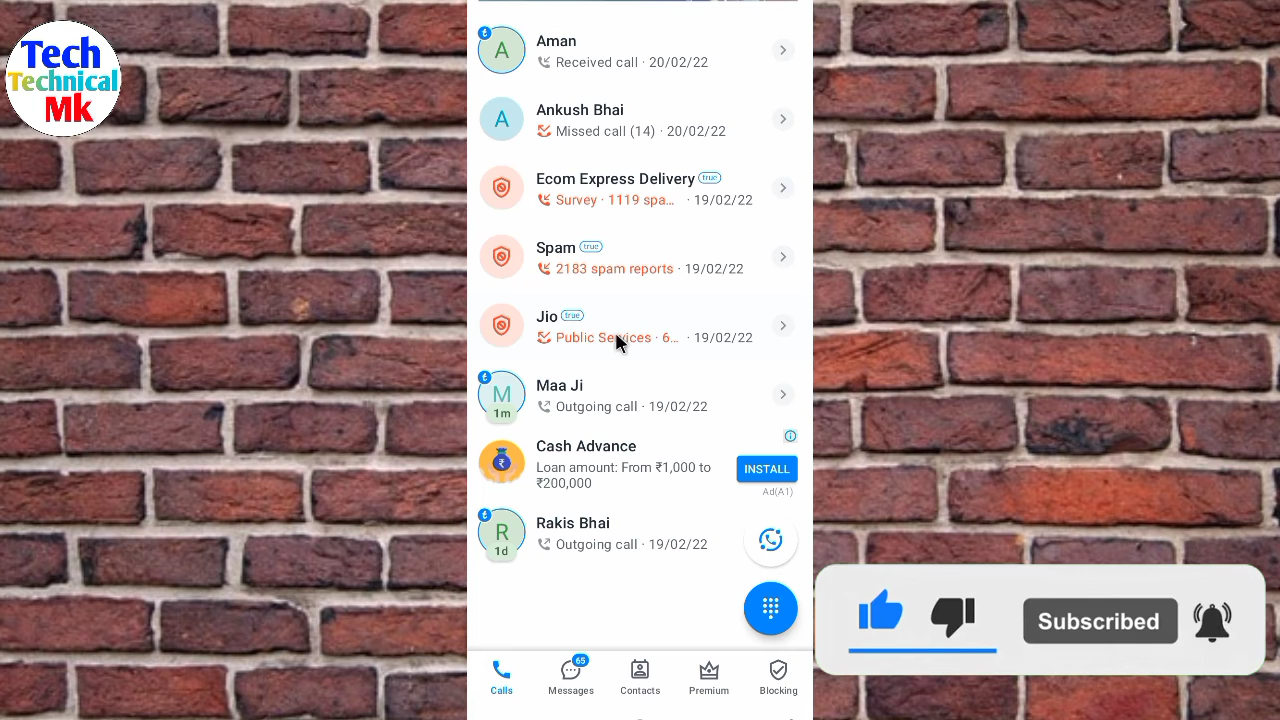 Tech
Technical
Mk
A
Aman
Received call · 20/02/22
A
Ankush Bhai
Missed call (14) · 20/02/22
Ecom Express Delivery true
Survey · 1119 spa... · 19/02/22
Spam true
2183 spam reports · 19/02/22
Jio true
Public Services · 6... · 19/02/22
M
1m
Maa Ji
Outgoing call · 19/02/22
Cash Advance
Loan amount: From ₹1,000 to
₹200,000
INSTALL
Ad(A1)
R
1d
Rakis Bhai
Outgoing call · 19/02/22
Subscribed
65
Calls
Messages
Contacts
Premium
Blocking